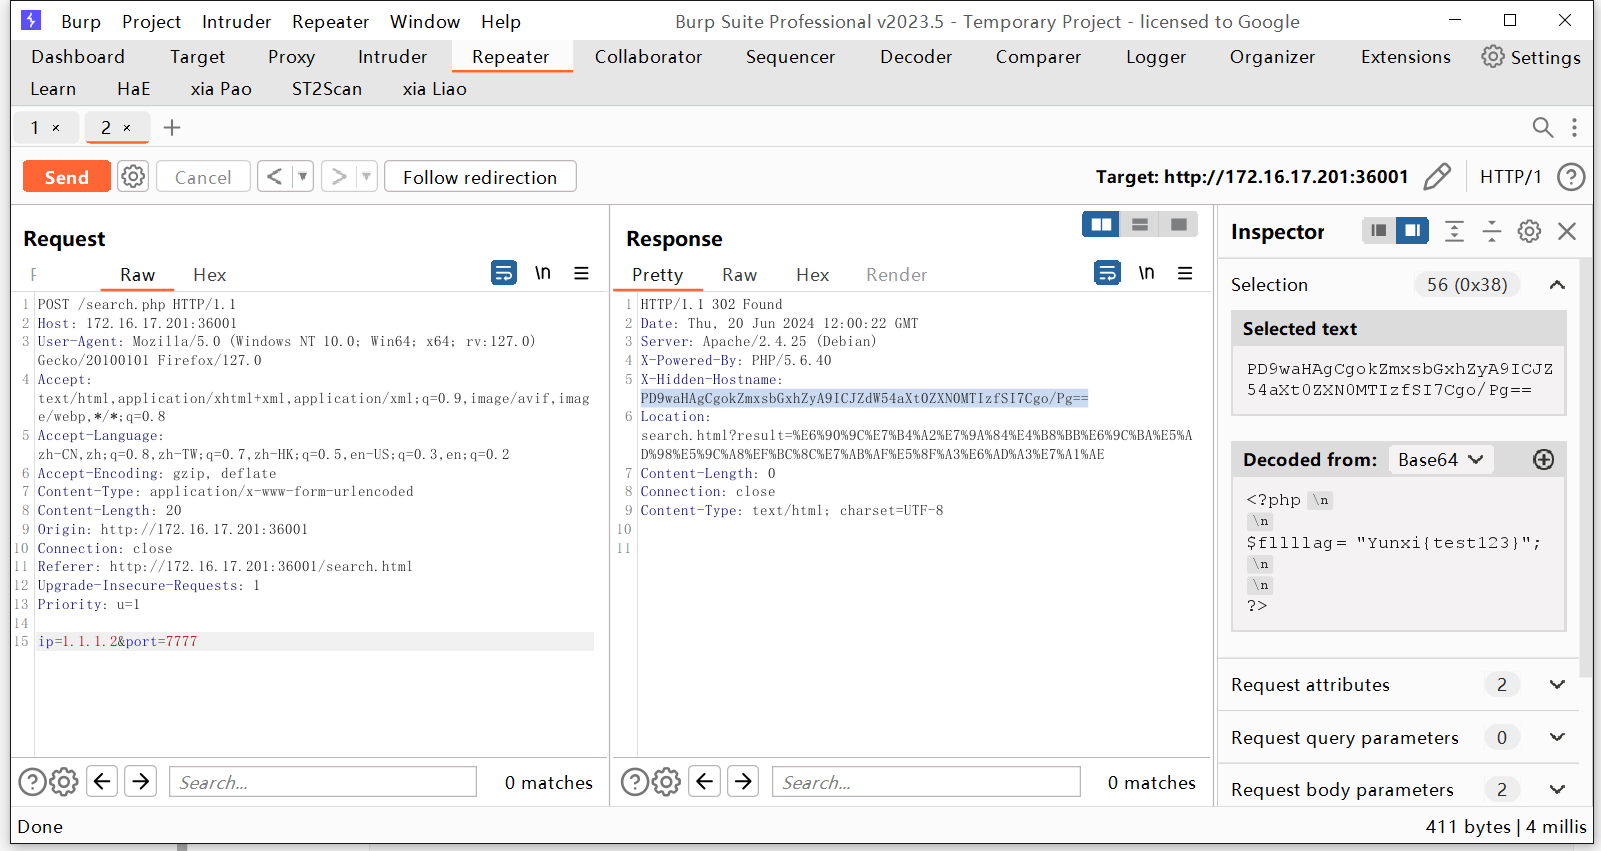 Burp Project Intruder Repeater Window Help Burp Suite Professional v2023.5 - Temporary Project - licensed to Google
Dashboard Target Proxy Intruder Repeater Collaborator Sequencer Decoder Comparer Logger Organizer Extensions Settings
Learn HaE xia Pao ST2Scan xia Liao
1 × 2 × +
Send Cancel < > Follow redirection Target: http://172.16.17.201:36001 HTTP/1 ?
Request
Raw Hex \n
1 POST /search.php HTTP/1.1
2 Host: 172.16.17.201:36001
3 User-Agent: Mozilla/5.0 (Windows NT 10.0; Win64; x64; rv:127.0)
Gecko/20100101 Firefox/127.0
4 Accept:
text/html,application/xhtml+xml,application/xml;q=0.9,image/avif,imag
e/webp,*/*;q=0.8
5 Accept-Language:
zh-CN,zh;q=0.8,zh-TW;q=0.7,zh-HK;q=0.5,en-US;q=0.3,en;q=0.2
6 Accept-Encoding: gzip, deflate
7 Content-Type: application/x-www-form-urlencoded
8 Content-Length: 20
9 Origin: http://172.16.17.201:36001
10 Connection: close
11 Referer: http://172.16.17.201:36001/search.html
12 Upgrade-Insecure-Requests: 1
13 Priority: u=1
14
15 ip=1.1.1.2&port=7777
? Search... 0 matches
Response
Pretty Raw Hex Render \n
1 HTTP/1.1 302 Found
2 Date: Thu, 20 Jun 2024 12:00:22 GMT
3 Server: Apache/2.4.25 (Debian)
4 X-Powered-By: PHP/5.6.40
5 X-Hidden-Hostname:
PD9waHAgCgokZmxsbGxhZyA9ICJZdW54aXt0ZXN0MTIzfSI7Cgo/Pg==
6 Location:
search.html?result=%E6%90%9C%E7%B4%A2%E7%9A%84%E4%B8%BB%E6%9C%BA%E5%A
D%98%E5%9C%A8%EF%BC%8C%E7%AB%AF%E5%8F%A3%E6%AD%A3%E7%A1%AE
7 Content-Length: 0
8 Connection: close
9 Content-Type: text/html; charset=UTF-8
10
11
? Search... 0 matches
Inspector
Selection 56 (0x38)
Selected text
PD9waHAgCgokZmxsbGxhZyA9ICJZ
54aXt0ZXN0MTIzfSI7Cgo/Pg==
Decoded from: Base64
<?php \n
\n
$fllllag = "Yunxi{test123}";
\n
\n
?>
Request attributes 2
Request query parameters 0
Request body parameters 2
Done 411 bytes | 4 millis